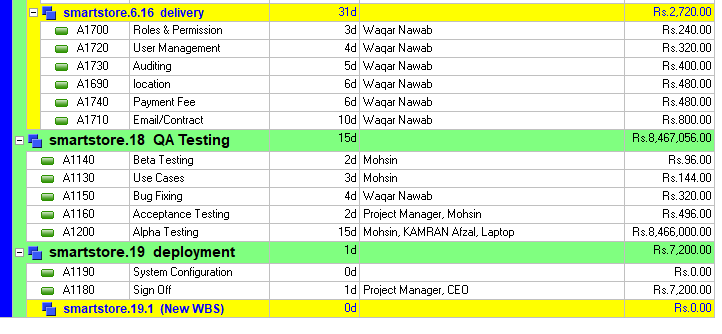 smartstore.6.16 delivery 31d Rs.2,720.00
A1700 Roles & Permission 3d Waqar Nawab Rs.240.00
A1720 User Management 4d Waqar Nawab Rs.320.00
A1730 Auditing 5d Waqar Nawab Rs.400.00
A1690 location 6d Waqar Nawab Rs.480.00
A1740 Payment Fee 6d Waqar Nawab Rs.480.00
A1710 Email/Contract 10d Waqar Nawab Rs.800.00
smartstore.18 QA Testing 15d Rs.8,467,056.00
A1140 Beta Testing 2d Mohsin Rs.96.00
A1130 Use Cases 3d Mohsin Rs.144.00
A1150 Bug Fixing 4d Waqar Nawab Rs.320.00
A1160 Acceptance Testing 2d Project Manager, Mohsin Rs.496.00
A1200 Alpha Testing 15d Mohsin, KAMRAN Afzal, Laptop Rs.8,466,000.00
smartstore.19 deployment 1d Rs.7,200.00
A1190 System Configuration 0d Rs.0.00
A1180 Sign Off 1d Project Manager, CEO Rs.7,200.00
smartstore.19.1 (New WBS) 0d Rs.0.00